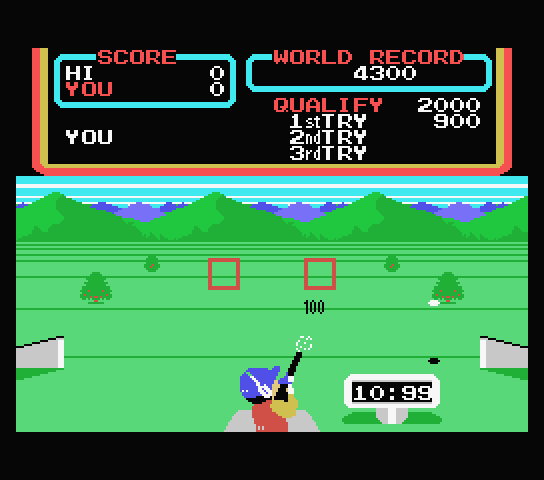 SCORE
HI 0
YOU 0
WORLD RECORD
4300
QUALIFY 2000
1stTRY 900
YOU 2ndTRY
3rdTRY
100
10:99